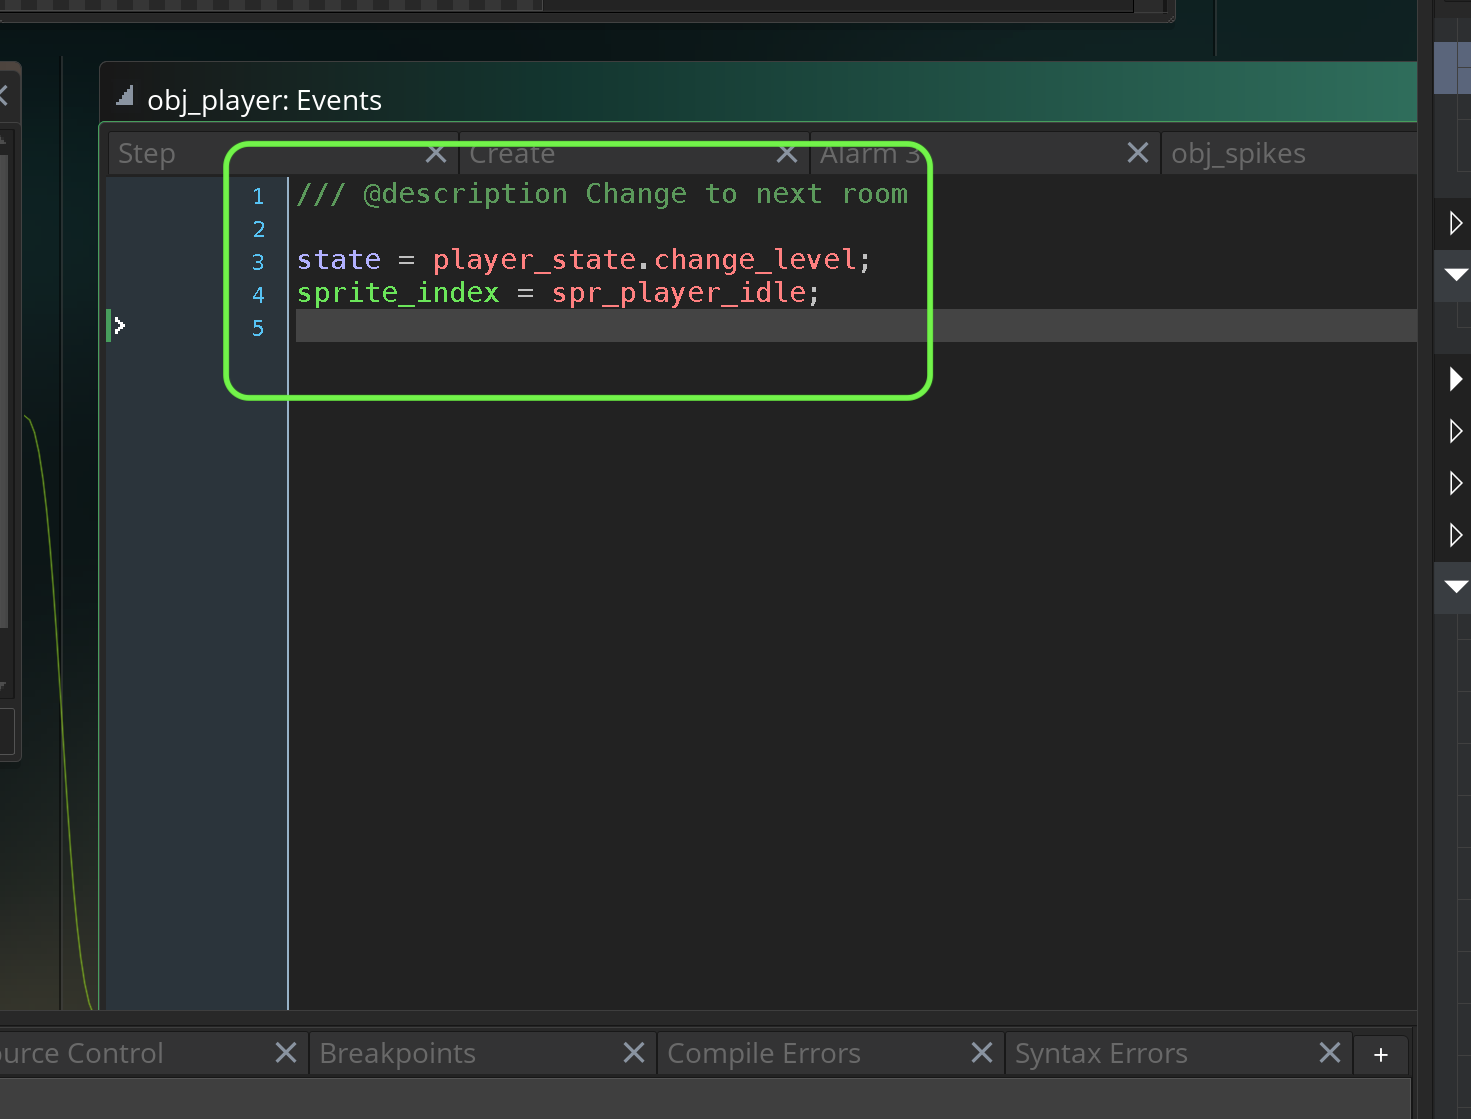 obj_player: Events
Step Create Alarm 3 obj_spikes
1 /// @description Change to next room
2
3 state = player_state.change_level;
4 sprite_index = spr_player_idle;
5
urce Control Breakpoints Compile Errors Syntax Errors +